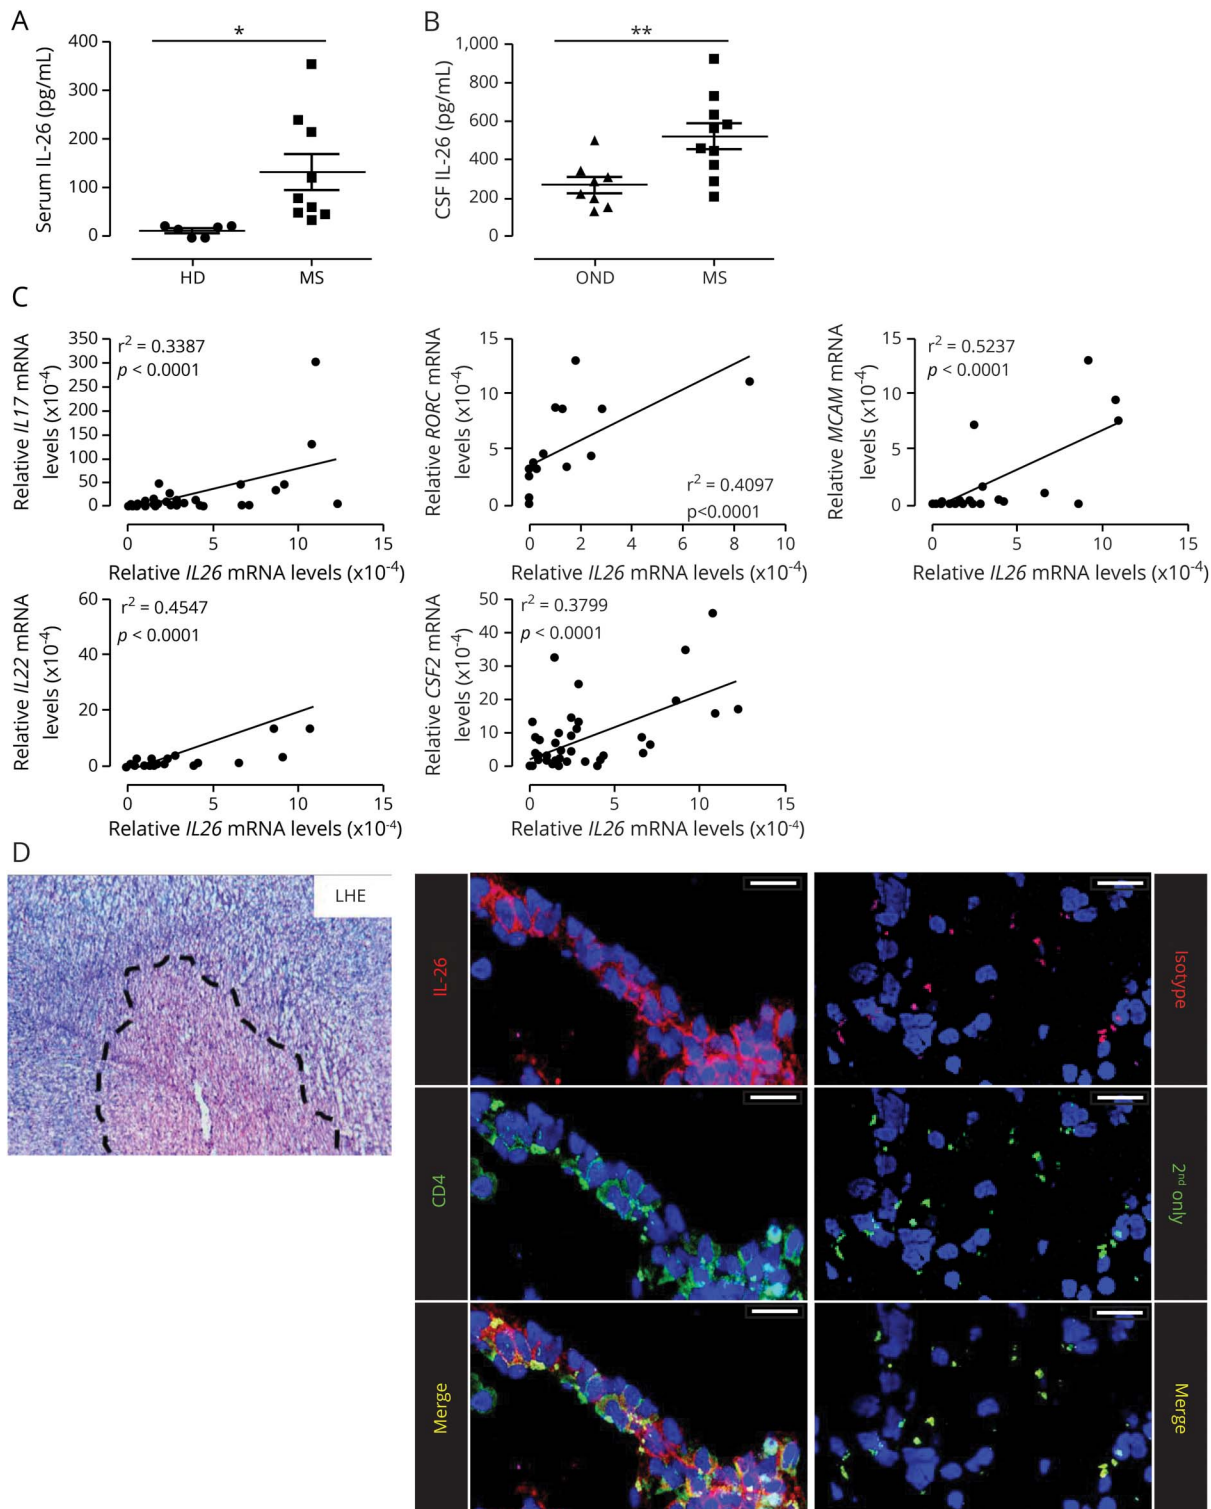 A
*
Serum IL-26 (pg/mL)
400
300
200
100
0
HD
MS
B
**
CSF IL-26 (pg/mL)
1,000
800
600
400
200
0
OND
MS
C
Relative IL17 mRNA
levels (x10-4)
350
300
250
200
150
100
50
0
r2 = 0.3387
p < 0.0001
0
5
10
15
Relative IL26 mRNA levels (x10-4)
Relative RORC mRNA
levels (x10-4)
15
10
5
0
r2 = 0.4097
p<0.0001
0
2
4
6
8
10
Relative IL26 mRNA levels (x10-4)
Relative MCAM mRNA
levels (x10-4)
15
10
5
0
r2 = 0.5237
p < 0.0001
0
5
10
15
Relative IL26 mRNA levels (x10-4)
Relative IL22 mRNA
levels (x10-4)
60
40
20
0
r2 = 0.4547
p < 0.0001
0
5
10
15
Relative IL26 mRNA levels (x10-4)
Relative CSF2 mRNA
levels (x10-4)
50
40
30
20
10
0
r2 = 0.3799
p < 0.0001
0
5
10
15
Relative IL26 mRNA levels (x10-4)
D
LHE
IL-26
Isotype
CD4
2nd only
Merge
Merge